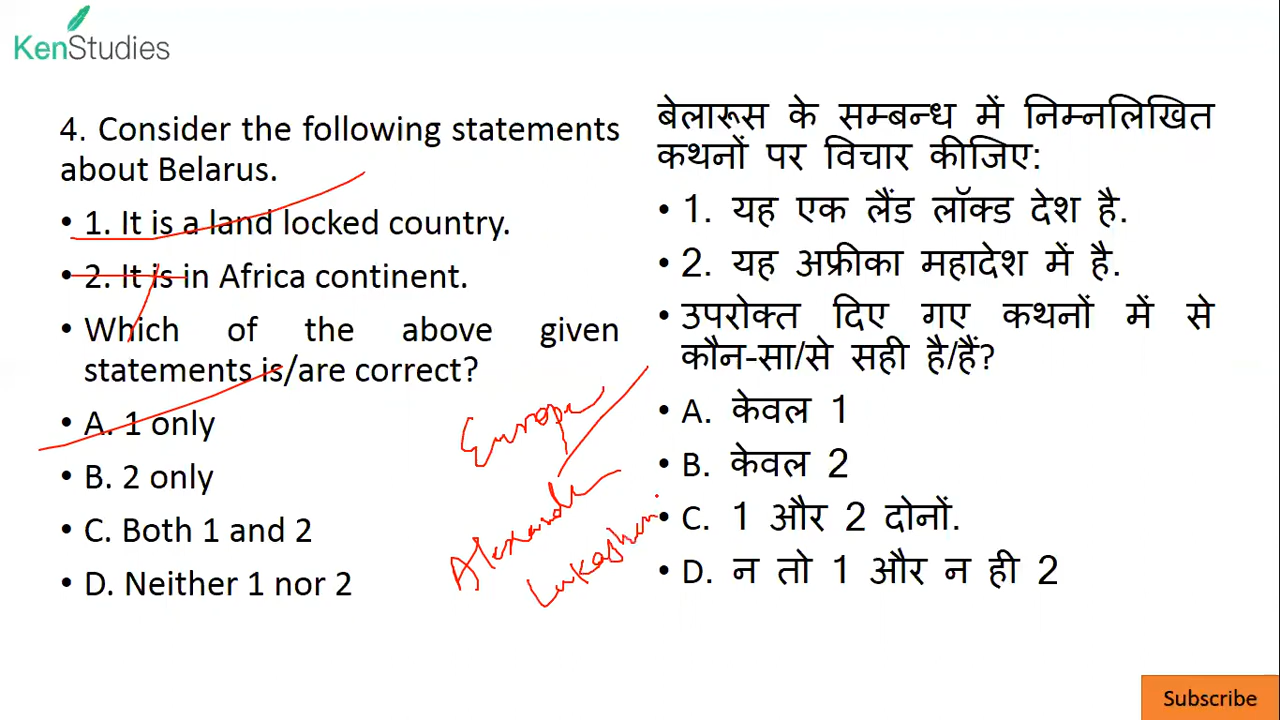 KenStudies
4. Consider the following statements
about Belarus.
• 1. It is a land locked country.
• 2. It is in Africa continent.
• Which of the above given
statements is/are correct?
• A. 1 only
• B. 2 only
• C. Both 1 and 2
• D. Neither 1 nor 2
Europe
Alexande
Lukashen
बेलारूस के सम्बन्ध में निम्नलिखित
कथनों पर विचार कीजिए:
• 1. यह एक लैंड लॉक्ड देश है.
• 2. यह अफ्रीका महादेश में है.
• उपरोक्त दिए गए कथनों में से
कौन-सा/से सही है/हैं?
• A. केवल 1
• B. केवल 2
• C. 1 और 2 दोनों.
• D. न तो 1 और न ही 2
Subscribe